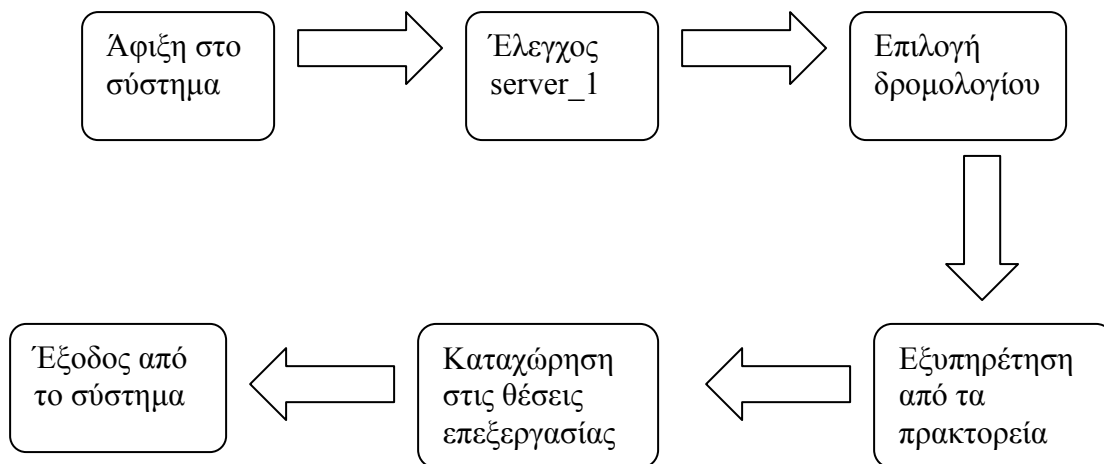 Άφιξη στο
σύστημα
Έλεγχος
server_1
Επιλογή
δρομολογίου
Εξυπηρέτηση
από τα
πρακτορεία
Καταχώρηση
στις θέσεις
επεξεργασίας
Έξοδος από
το σύστημα